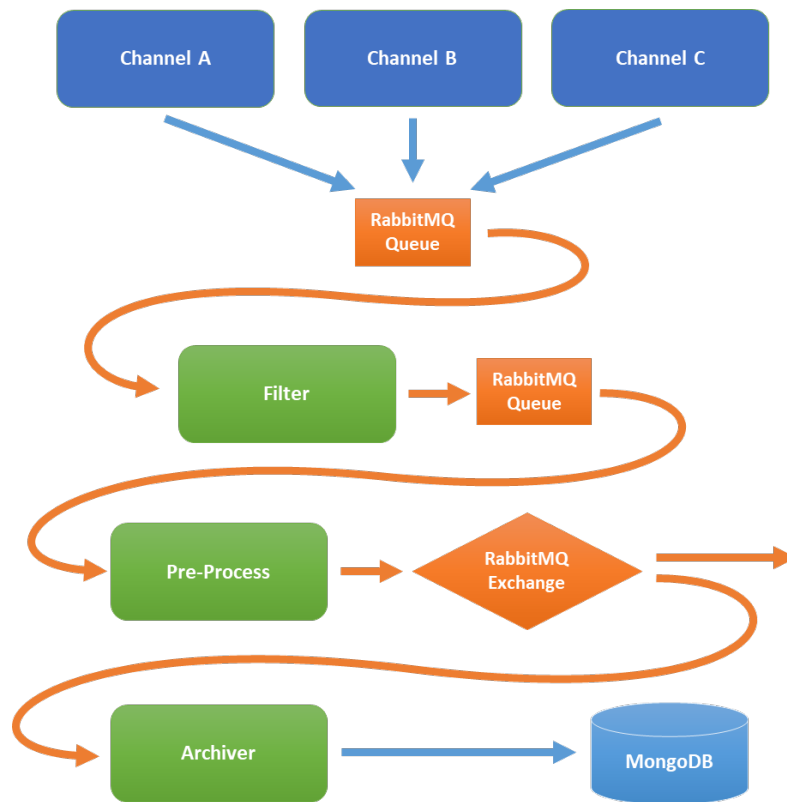 Channel A
Channel B
Channel C
RabbitMQ
Queue
Filter
RabbitMQ
Queue
Pre-Process
RabbitMQ
Exchange
Archiver
MongoDB